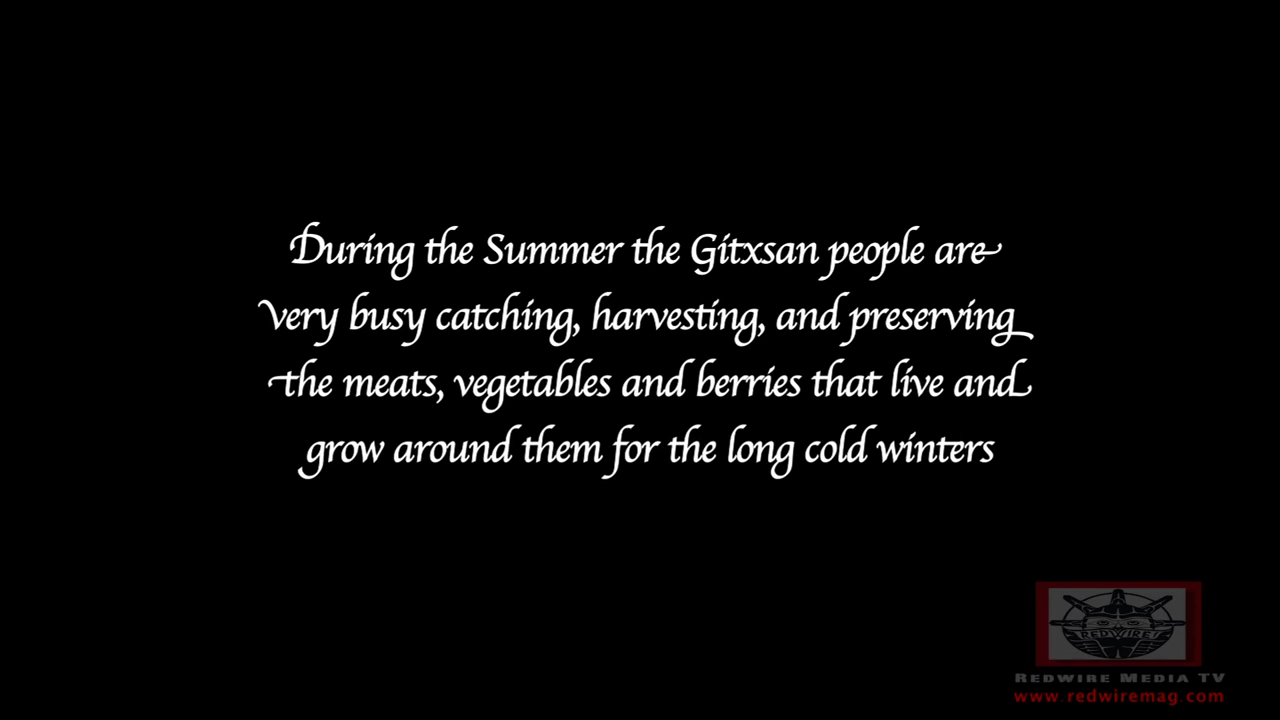 During the Summer the Gitxsan people are
very busy catching, harvesting, and preserving
the meats, vegetables and berries that live and
grow around them for the long cold winters
REDWIRE
REDWIRE MEDIA TV
www.redwiremag.com